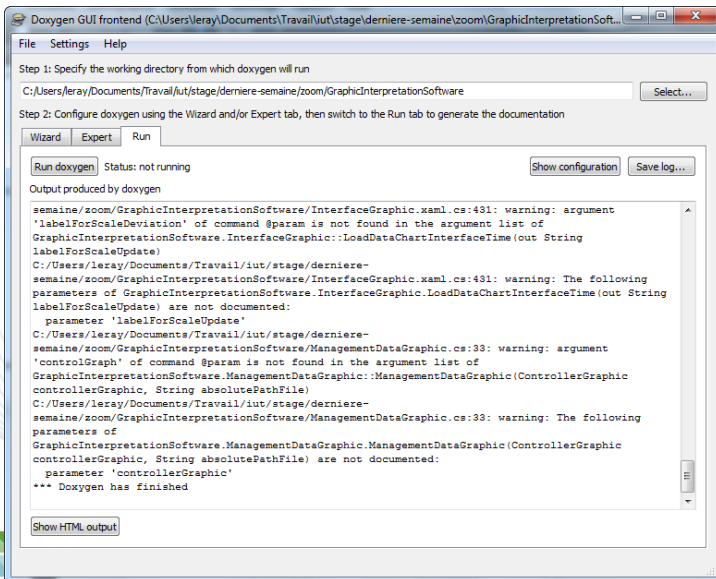 Doxygen GUI frontend (C:\Users\leray\Documents\Travail\iut\stage\derniere-semaine\zoom\GraphicInterpretationSoft...
File Settings Help
Step 1: Specify the working directory from which doxygen will run
C:/Users/leray/Documents/Travail/iut/stage/derniere-semaine/zoom/GraphicInterpretationSoftware Select...
Step 2: Configure doxygen using the Wizard and/or Expert tab, then switch to the Run tab to generate the documentation
Wizard Expert Run
Run doxygen Status: not running Show configuration Save log...
Output produced by doxygen
semaine/zoom/GraphicInterpretationSoftware/InterfaceGraphic.xaml.cs:431: warning: argument
'labelForScaleDeviation' of command @param is not found in the argument list of
GraphicInterpretationSoftware.InterfaceGraphic::LoadDataChartInterfaceTime(out String
labelForScaleUpdate)
C:/Users/leray/Documents/Travail/iut/stage/derniere-
semaine/zoom/GraphicInterpretationSoftware/InterfaceGraphic.xaml.cs:431: warning: The following
parameters of GraphicInterpretationSoftware.InterfaceGraphic.LoadDataChartInterfaceTime(out String
labelForScaleUpdate) are not documented:
parameter 'labelForScaleUpdate'
C:/Users/leray/Documents/Travail/iut/stage/derniere-
semaine/zoom/GraphicInterpretationSoftware/ManagementDataGraphic.cs:33: warning: argument
'controlGraph' of command @param is not found in the argument list of
GraphicInterpretationSoftware.ManagementDataGraphic::ManagementDataGraphic(ControllerGraphic
controllerGraphic, String absolutePathFile)
C:/Users/leray/Documents/Travail/iut/stage/derniere-
semaine/zoom/GraphicInterpretationSoftware/ManagementDataGraphic.cs:33: warning: The following
parameters of
GraphicInterpretationSoftware.ManagementDataGraphic.ManagementDataGraphic(ControllerGraphic
controllerGraphic, String absolutePathFile) are not documented:
parameter 'controllerGraphic'
*** Doxygen has finished
Show HTML output